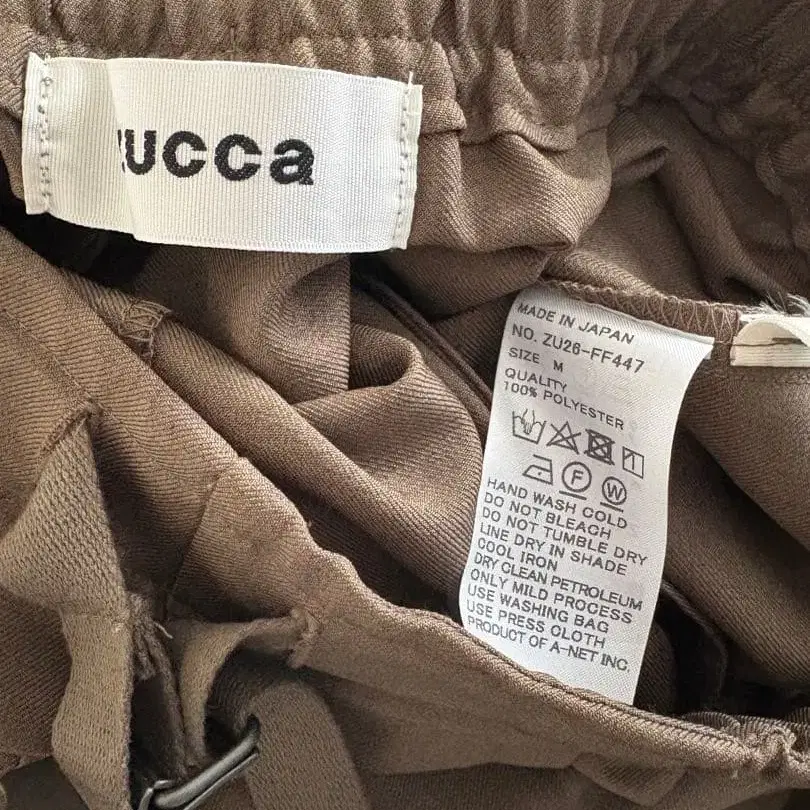 zucca
MADE IN JAPAN
NO. ZU26-FF447
SIZE M
QUALITY
100% POLYESTER
F
W
HAND WASH COLD
DO NOT BLEACH
DO NOT TUMBLE DRY
LINE DRY IN SHADE
COOL IRON
DRY CLEAN PETROLEUM
ONLY MILD PROCESS
USE WASHING BAG
USE PRESS CLOTH
PRODUCT OF A-NET INC.